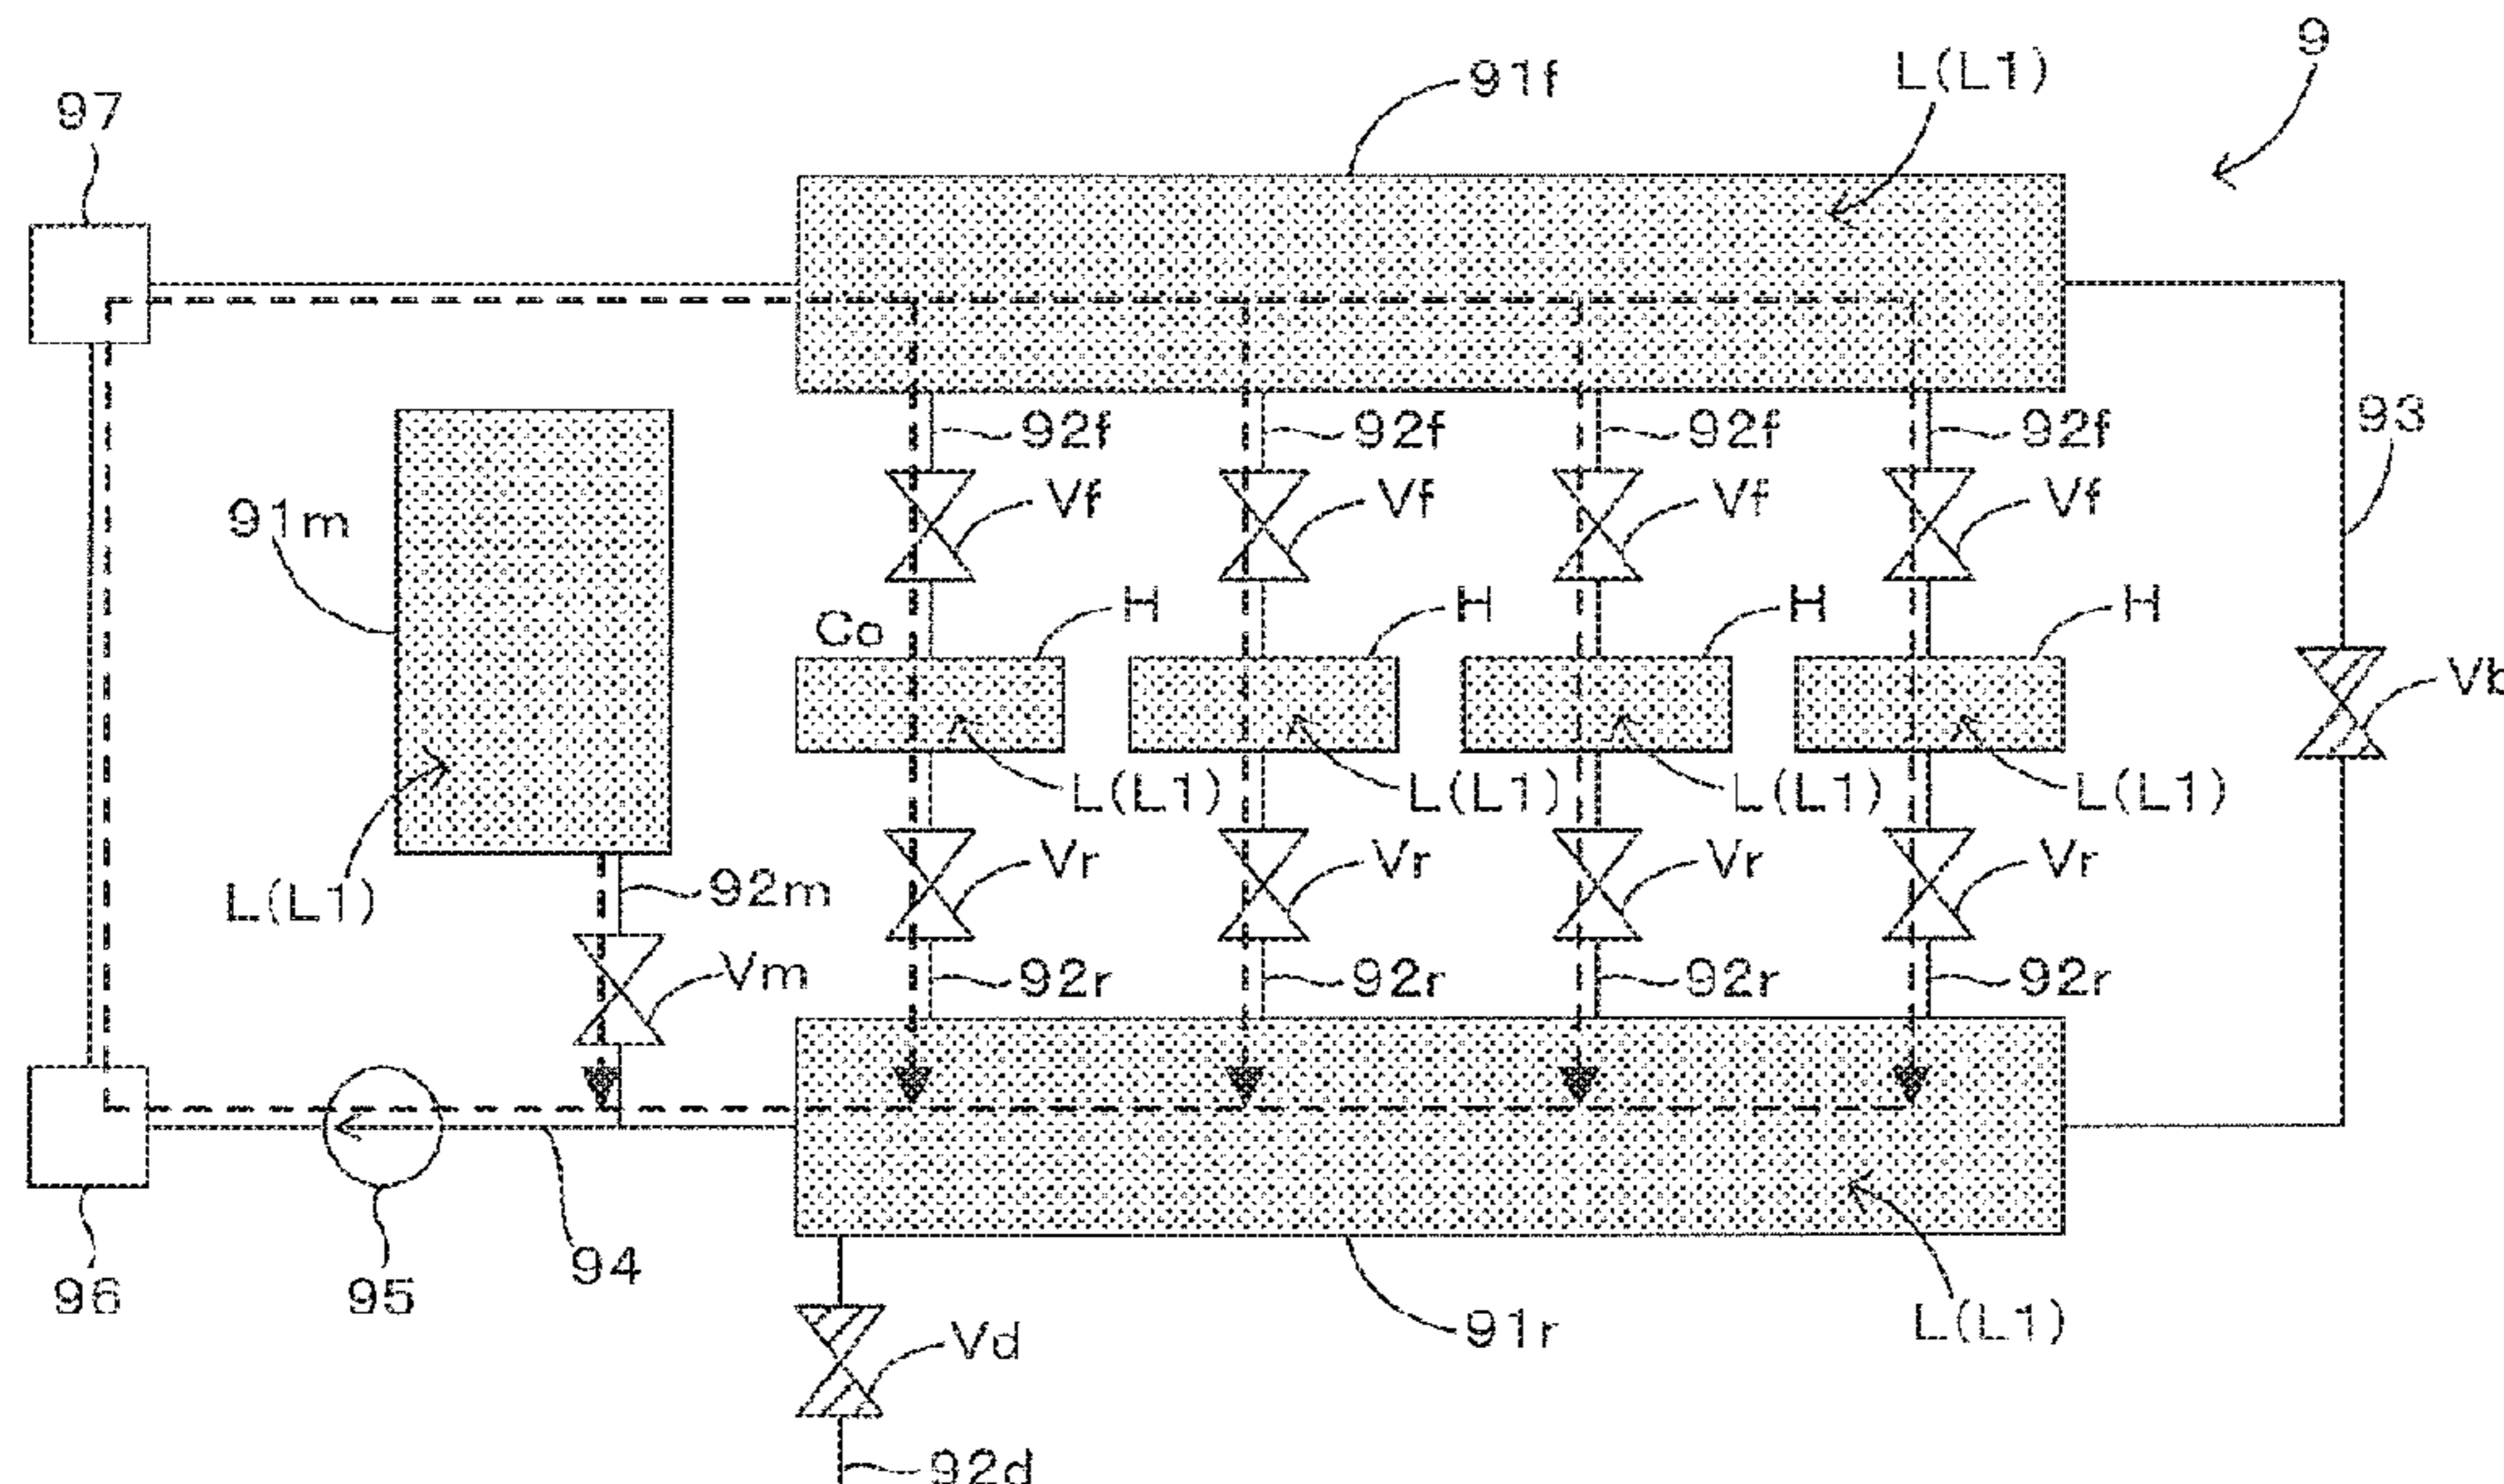 9
91f L(L1)
97
92f 92f 92f 92f 93
Vf Vf Vf Vf
91m
H H H H
Co
Vb
L(L1) L(L1) L(L1) L(L1)
Vr Vr Vr Vr
L(L1) 92m
Vm 92r 92r 92r 92r
94
96 95 91r L(L1)
Vd
92d